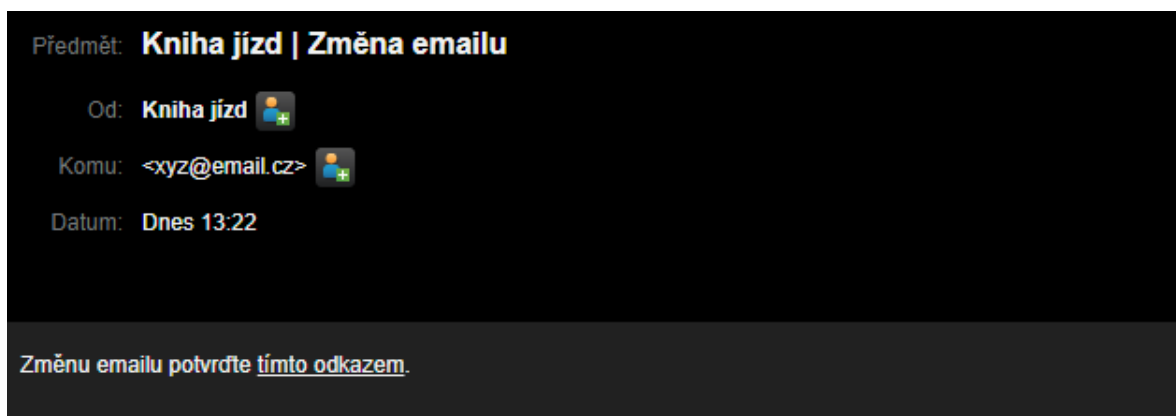 Předmět: Kniha jízd | Změna emailu
Od: Kniha jízd
Komu: <xyz@email.cz>
Datum: Dnes 13:22
Změnu emailu potvrďte tímto odkazem.